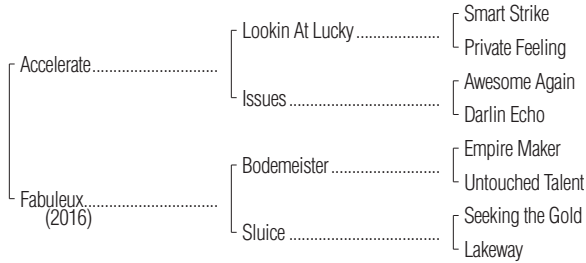 Smart Strike
Lookin At Lucky
Private Feeling
Accelerate
Awesome Again
Issues
Darlin Echo
Empire Maker
Bodemeister
Untouched Talent
Fabuleux
(2016)
Seeking the Gold
Sluice
Lakeway